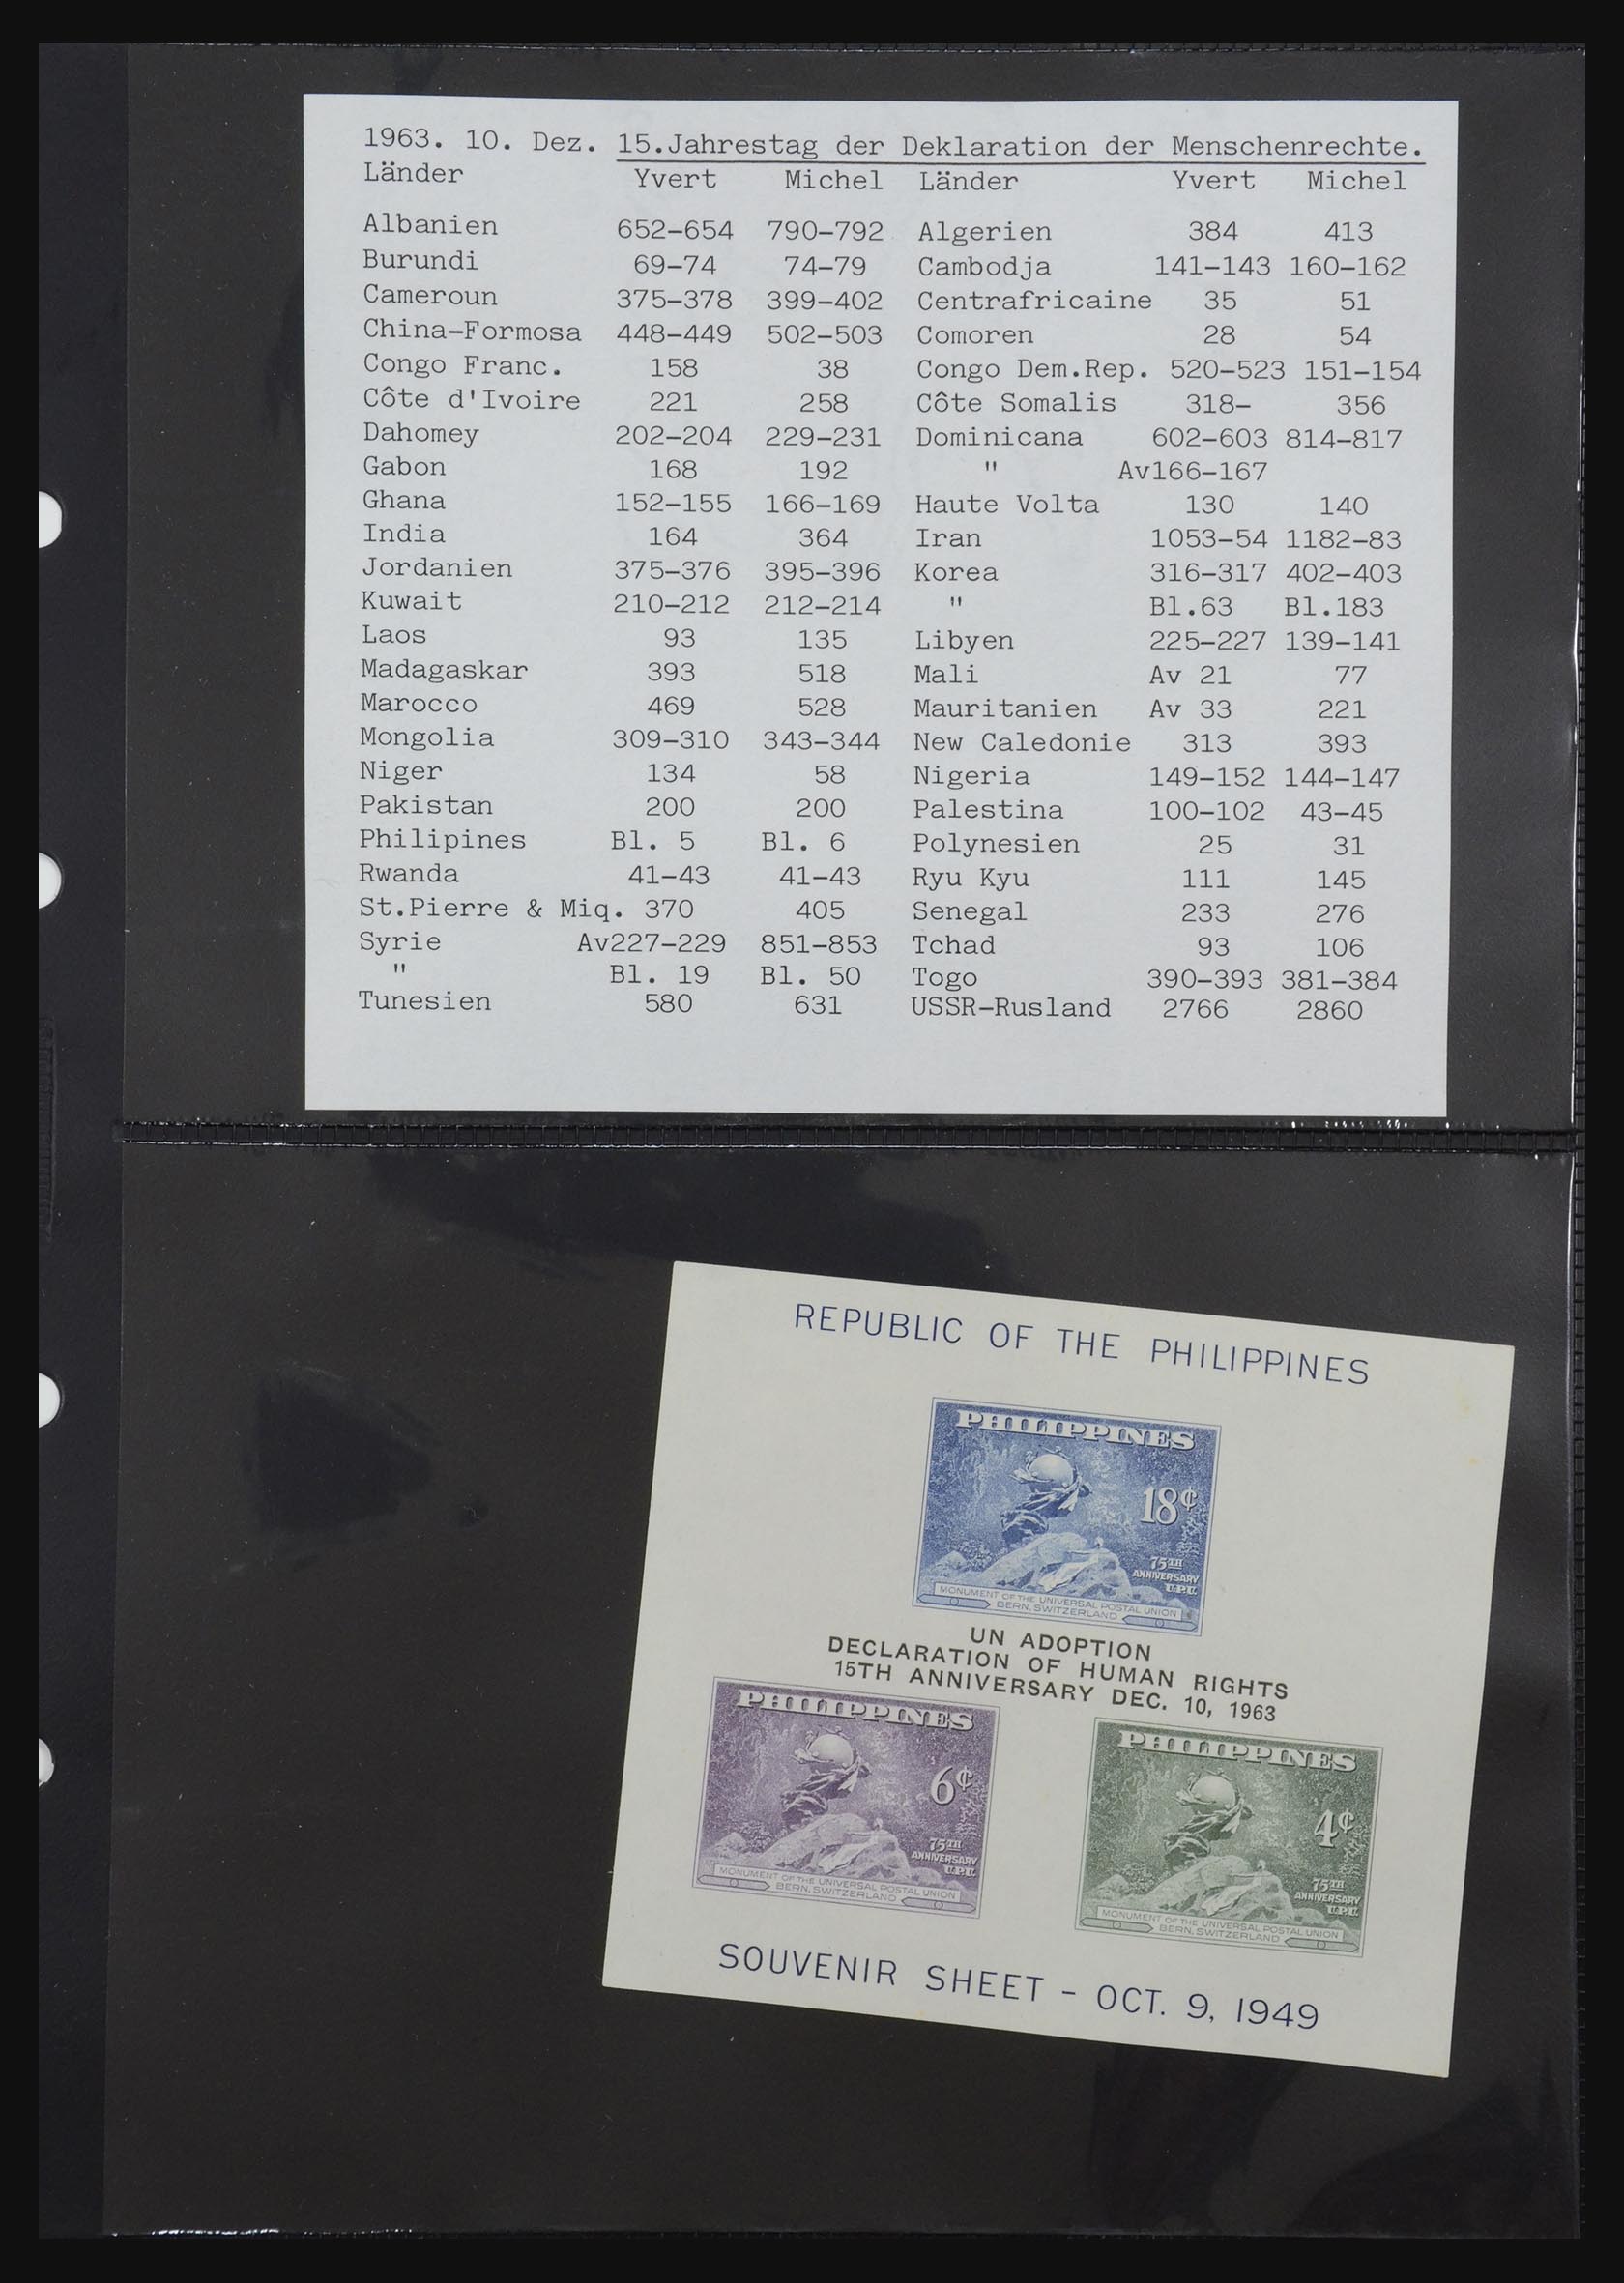 1963. 10. Dez. 15.Jahrestag der Deklaration der Menschenrechte.
Länder Yvert Michel Länder Yvert Michel
Albanien 652-654 790-792 Algerien 384 413
Burundi 69-74 74-79 Cambodja 141-143 160-162
Cameroun 375-378 399-402 Centrafricaine 35 51
China-Formosa 448-449 502-503 Comoren 28 54
Congo Franc. 158 38 Congo Dem.Rep. 520-523 151-154
Côte d'Ivoire 221 258 Côte Somalis 318- 356
Dahomey 202-204 229-231 Dominicana 602-603 814-817
Gabon 168 192 " Av166-167
Ghana 152-155 166-169 Haute Volta 130 140
India 164 364 Iran 1053-54 1182-83
Jordanien 375-376 395-396 Korea 316-317 402-403
Kuwait 210-212 212-214 " Bl.63 Bl.183
Laos 93 135 Libyen 225-227 139-141
Madagaskar 393 518 Mali Av 21 77
Marocco 469 528 Mauritanien Av 33 221
Mongolia 309-310 343-344 New Caledonie 313 393
Niger 134 58 Nigeria 149-152 144-147
Pakistan 200 200 Palestina 100-102 43-45
Philipines Bl. 5 Bl. 6 Polynesien 25 31
Rwanda 41-43 41-43 Ryu Kyu 111 145
St.Pierre & Miq. 370 405 Senegal 233 276
Syrie Av227-229 851-853 Tchad 93 106
" Bl. 19 Bl. 50 Togo 390-393 381-384
Tunesien 580 631 USSR-Rusland 2766 2860
REPUBLIC OF THE PHILIPPINES
PHILIPPINES
18¢
75TH
ANNIVERSARY
U.P.U.
MONUMENT OF THE UNIVERSAL POSTAL UNION
BERN, SWITZERLAND
UN ADOPTION
DECLARATION OF HUMAN RIGHTS
15TH ANNIVERSARY DEC. 10, 1963
PHILIPPINES
6¢
75TH
ANNIVERSARY
U.P.U.
MONUMENT OF THE UNIVERSAL POSTAL UNION
BERN, SWITZERLAND
PHILIPPINES
4¢
75TH
ANNIVERSARY
U.P.U.
MONUMENT OF THE UNIVERSAL POSTAL UNION
BERN, SWITZERLAND
SOUVENIR SHEET - OCT. 9, 1949